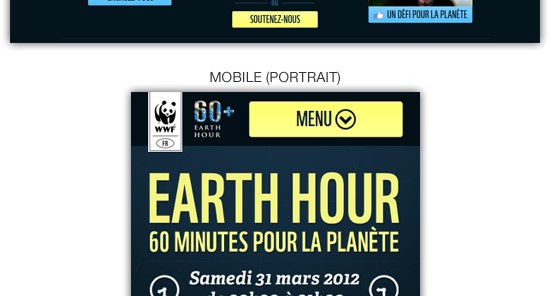 OU
SOUTENEZ-NOUS
UN DÉFI POUR LA PLANÈTE
MOBILE (PORTRAIT)
WWF
FR
60+
EARTH
HOUR
MENU
EARTH HOUR
60 MINUTES POUR LA PLANÈTE
Samedi 31 mars 2012